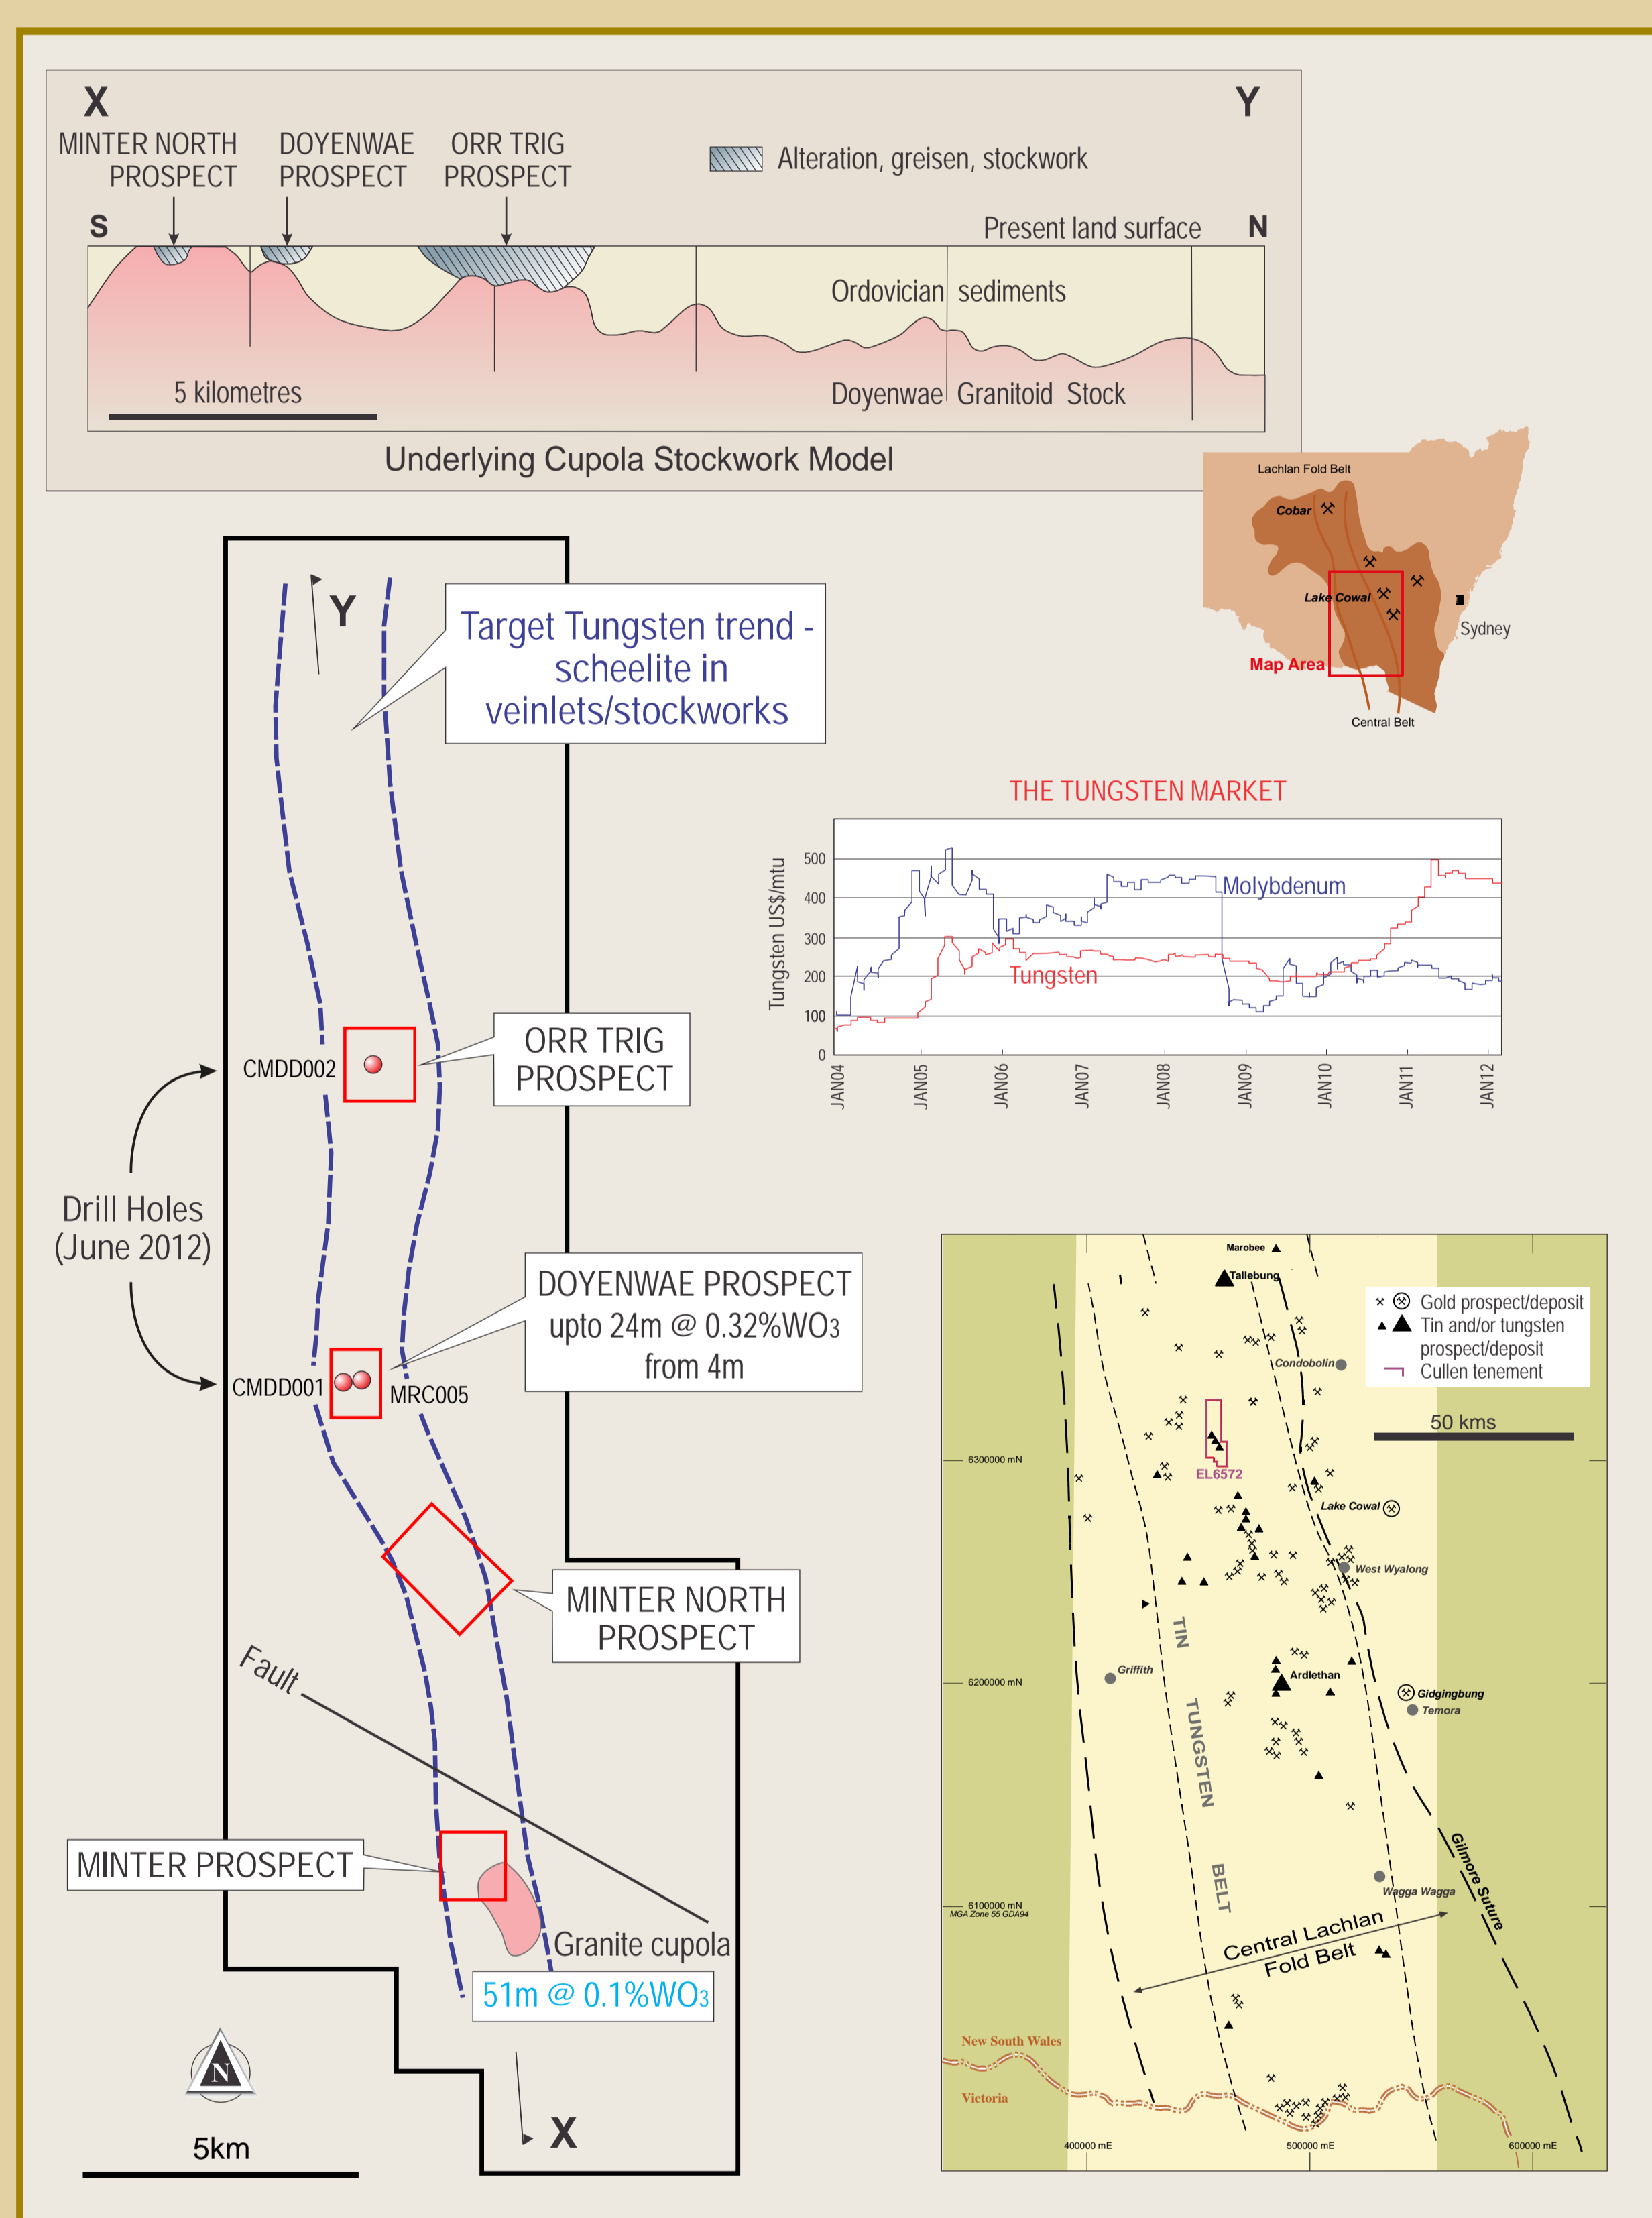 X
Y
MINTER NORTH
PROSPECT
DOYENWAE
PROSPECT
ORR TRIG
PROSPECT
Alteration, greisen, stockwork
S
Present land surface
N
Ordovician sediments
5 kilometres
Doyenwae Granitoid Stock
Underlying Cupola Stockwork Model
Lachlan Fold Belt
Cobar
Lake Cowal
Sydney
Map Area
Central Belt
Y
Target Tungsten trend -
scheelite in
veinlets/stockworks
THE TUNGSTEN MARKET
Tungsten US$/mtu
500
400
300
200
100
0
Molybdenum
Tungsten
JAN04
JAN05
JAN06
JAN07
JAN08
JAN09
JAN10
JAN11
JAN12
CMDD002
ORR TRIG
PROSPECT
Drill Holes
(June 2012)
DOYENWAE PROSPECT
upto 24m @ 0.32%WO3
from 4m
CMDD001
MRC005
MINTER NORTH
PROSPECT
Fault
MINTER PROSPECT
Granite cupola
51m @ 0.1%WO3
N
5km
X
Marobee
Tallebung
Gold prospect/deposit
Tin and/or tungsten
prospect/deposit
Cullen tenement
Condobolin
50 kms
6300000 mN
EL6572
Lake Cowal
West Wyalong
TIN
TUNGSTEN
BELT
Griffith
6200000 mN
Ardlethan
Gidgingbung
Temora
Gilmore Suture
Wagga Wagga
6100000 mN
MGA Zone 55 GDA94
Central Lachlan
Fold Belt
New South Wales
Victoria
400000 mE
500000 mE
600000 mE